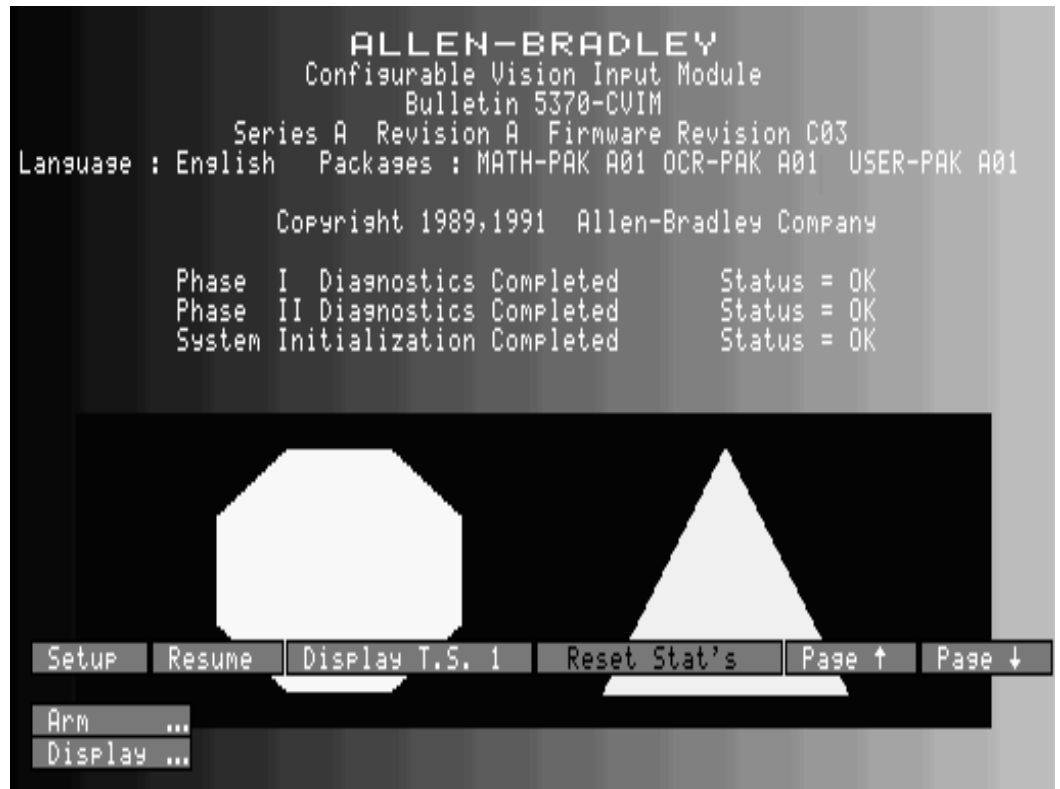 ALLEN-BRADLEY
Configurable Vision Input Module
Bulletin 5370-CVIM
Series A  Revision A  Firmware Revision C03
Language : English  Packages : MATH-PAK A01 OCR-PAK A01  USER-PAK A01
Copyright 1989,1991  Allen-Bradley Company
Phase  I  Diagnostics Completed  Status = OK
Phase  II Diagnostics Completed  Status = OK
System Initialization Completed  Status = OK
Setup  Resume  Display T.S. 1  Reset Stat's  Page ↑  Page ↓
Arm ...
Display ...